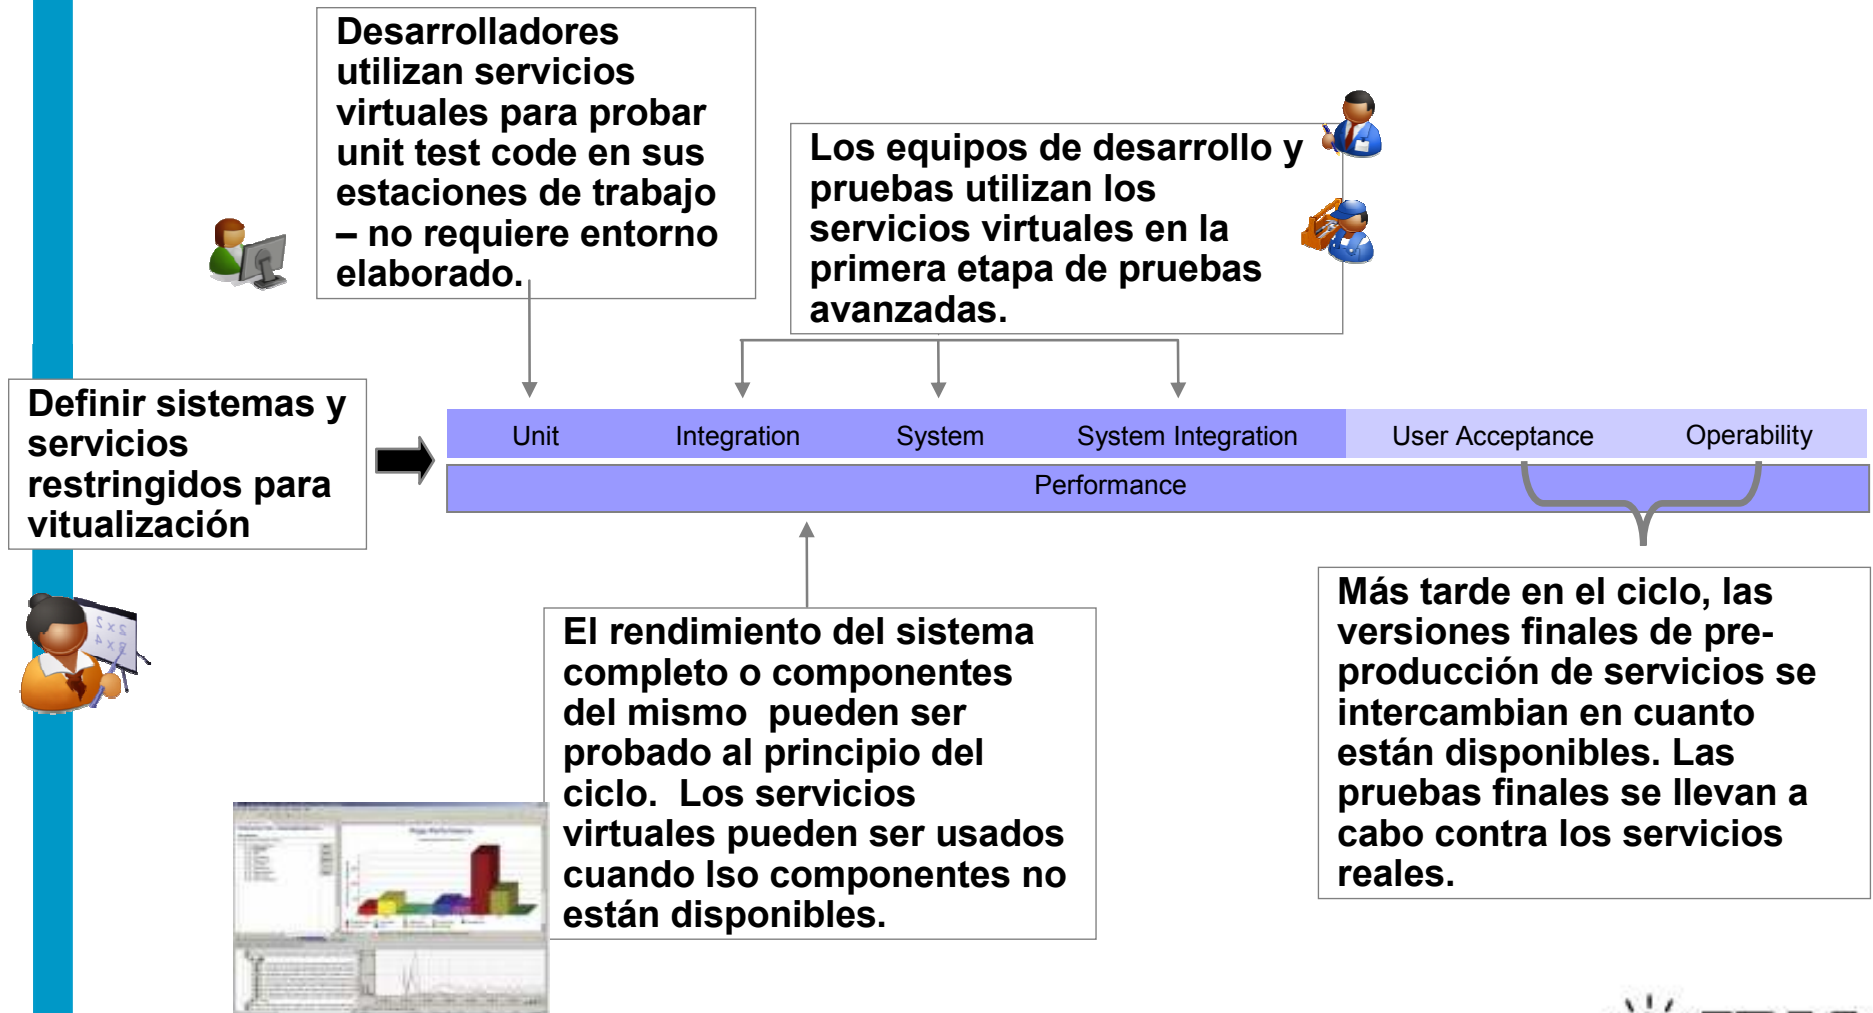 Desarrolladores
utilizan servicios
virtuales para probar
unit test code en sus
estaciones de trabajo
– no requiere entorno
elaborado.
Los equipos de desarrollo y
pruebas utilizan los
servicios virtuales en la
primera etapa de pruebas
avanzadas.
Definir sistemas y
servicios
restringidos para
vitualización
Unit
Integration
System
System Integration
User Acceptance
Operability
Performance
El rendimiento del sistema
completo o componentes
del mismo pueden ser
probado al principio del
ciclo. Los servicios
virtuales pueden ser usados
cuando lso componentes no
están disponibles.
Más tarde en el ciclo, las
versiones finales de pre-
producción de servicios se
intercambian en cuanto
están disponibles. Las
pruebas finales se llevan a
cabo contra los servicios
reales.